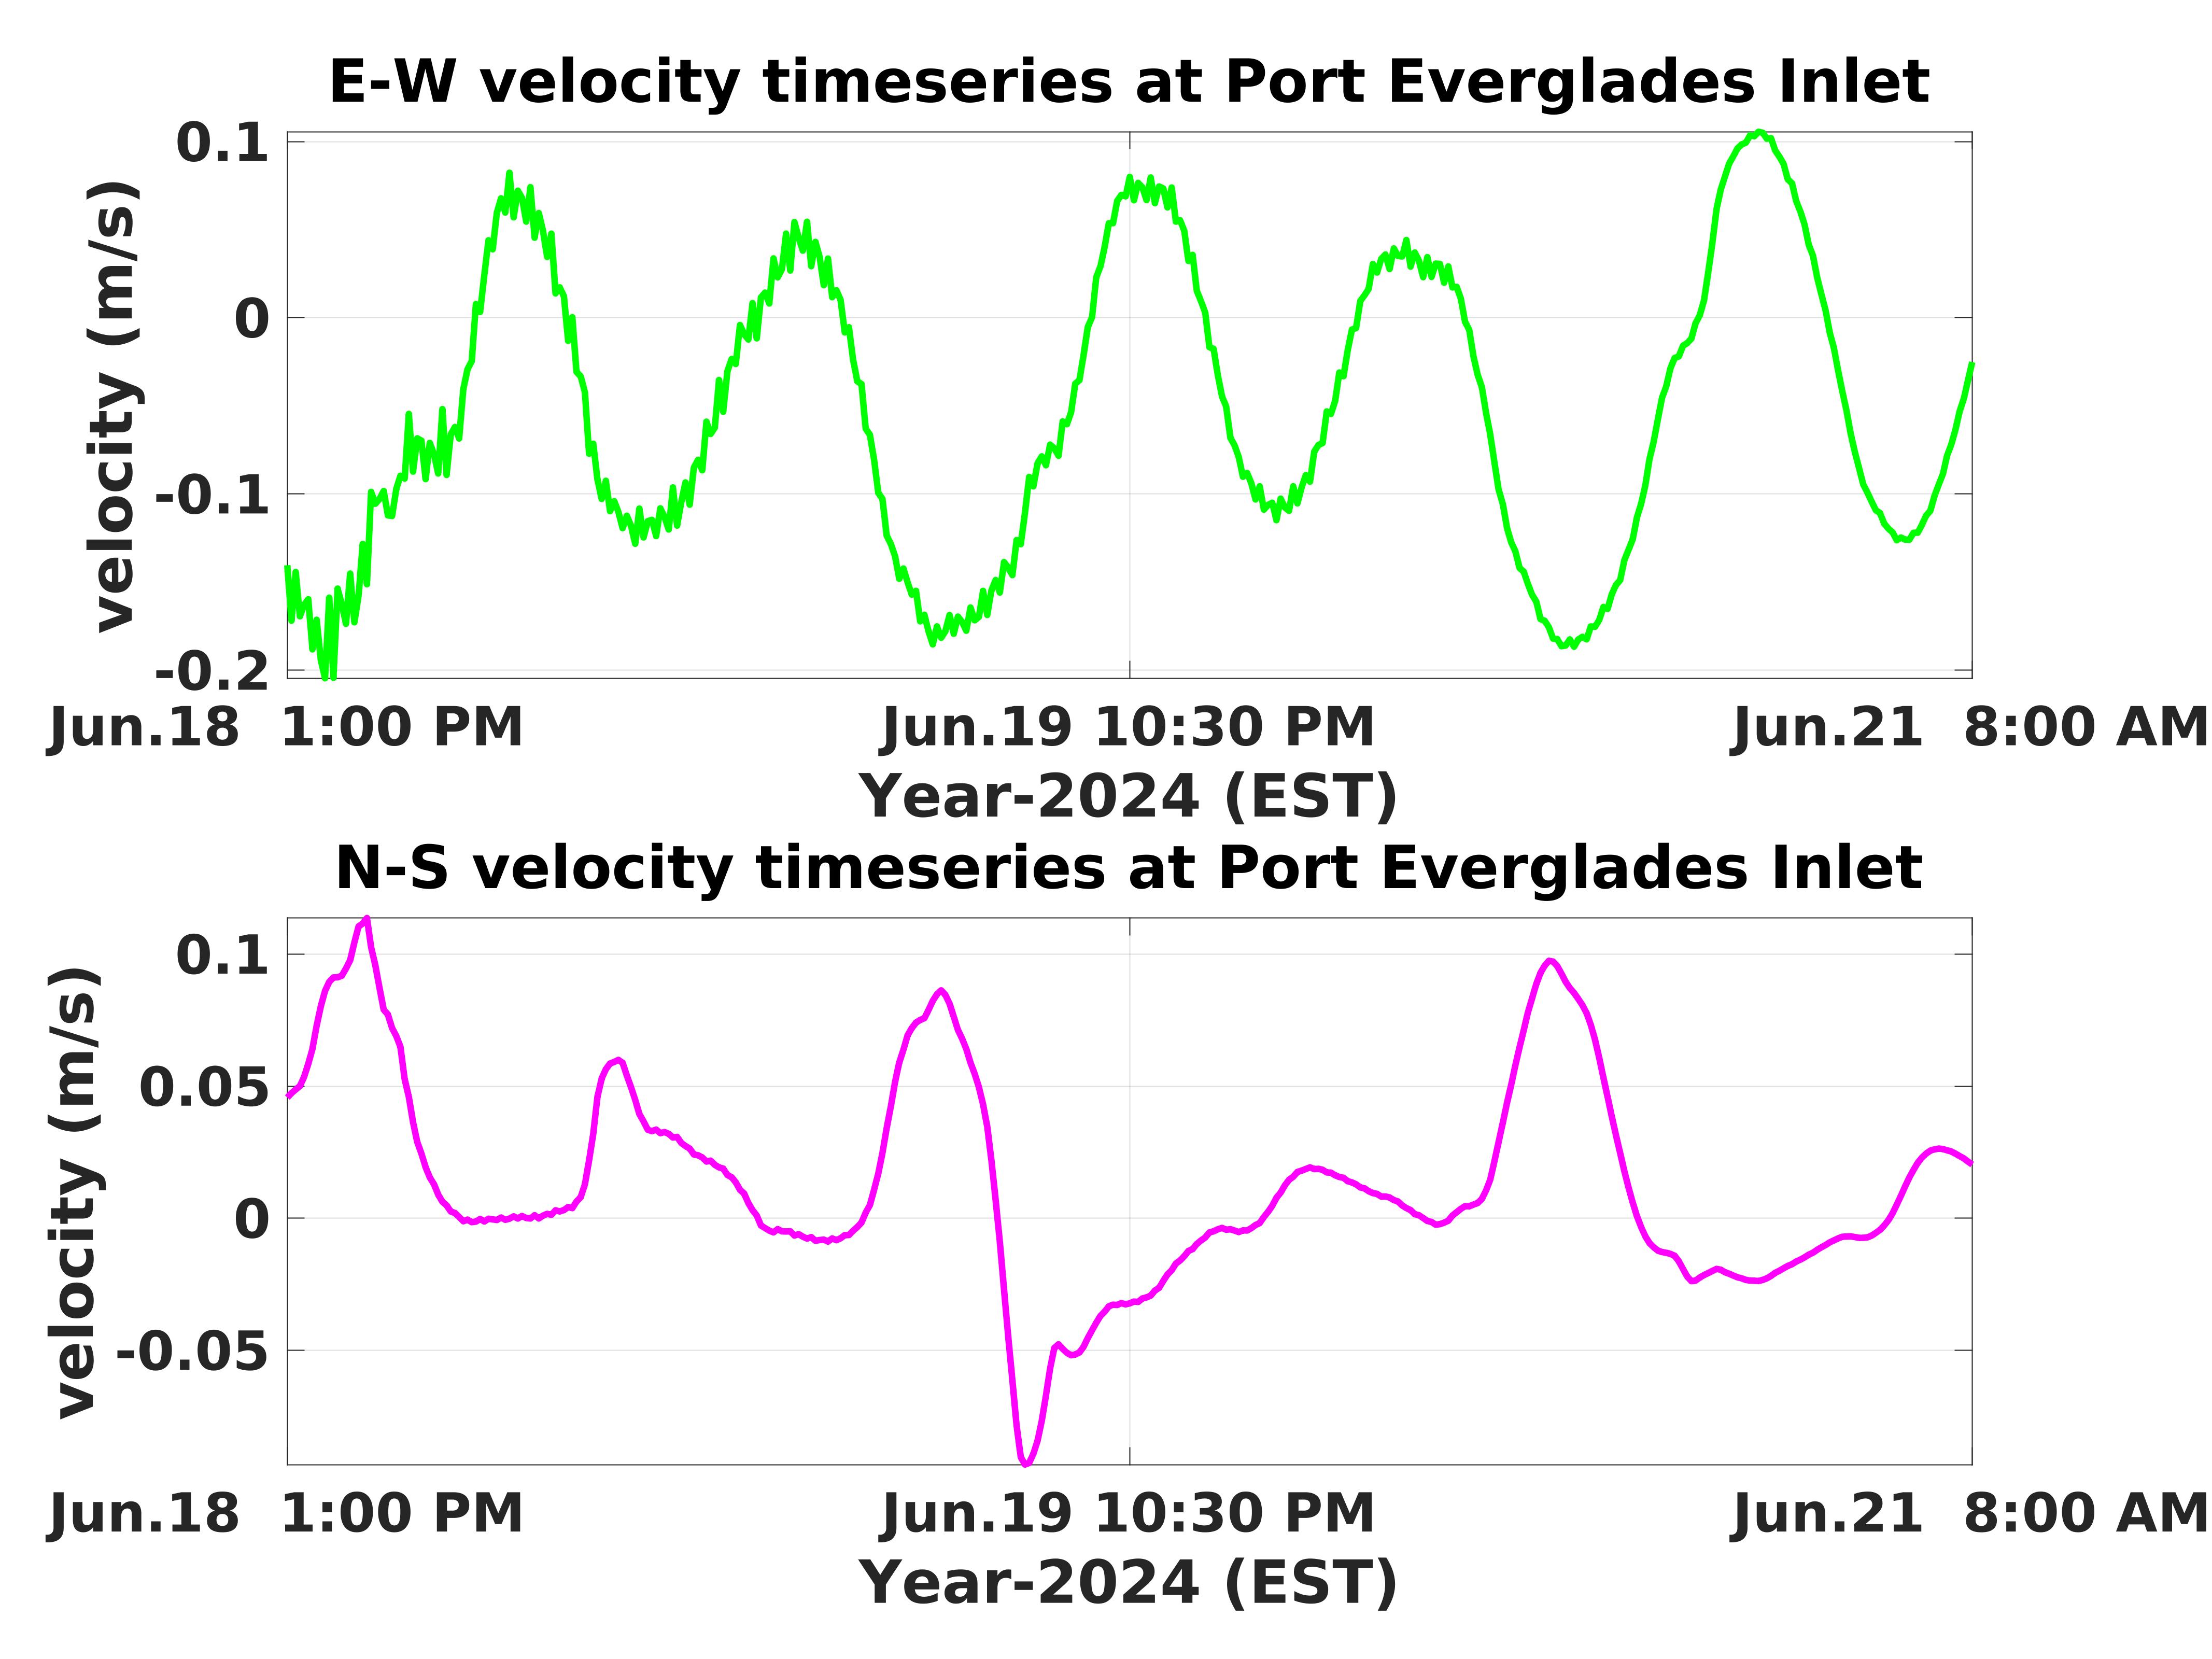 E-W velocity timeseries at Port Everglades Inlet
velocity (m/s)
0.1
0
-0.1
-0.2
Jun.18  1:00 PM
Jun.19 10:30 PM
Jun.21  8:00 AM
Year-2024 (EST)
N-S velocity timeseries at Port Everglades Inlet
velocity (m/s)
0.1
0.05
0
-0.05
Jun.18  1:00 PM
Jun.19 10:30 PM
Jun.21  8:00 AM
Year-2024 (EST)